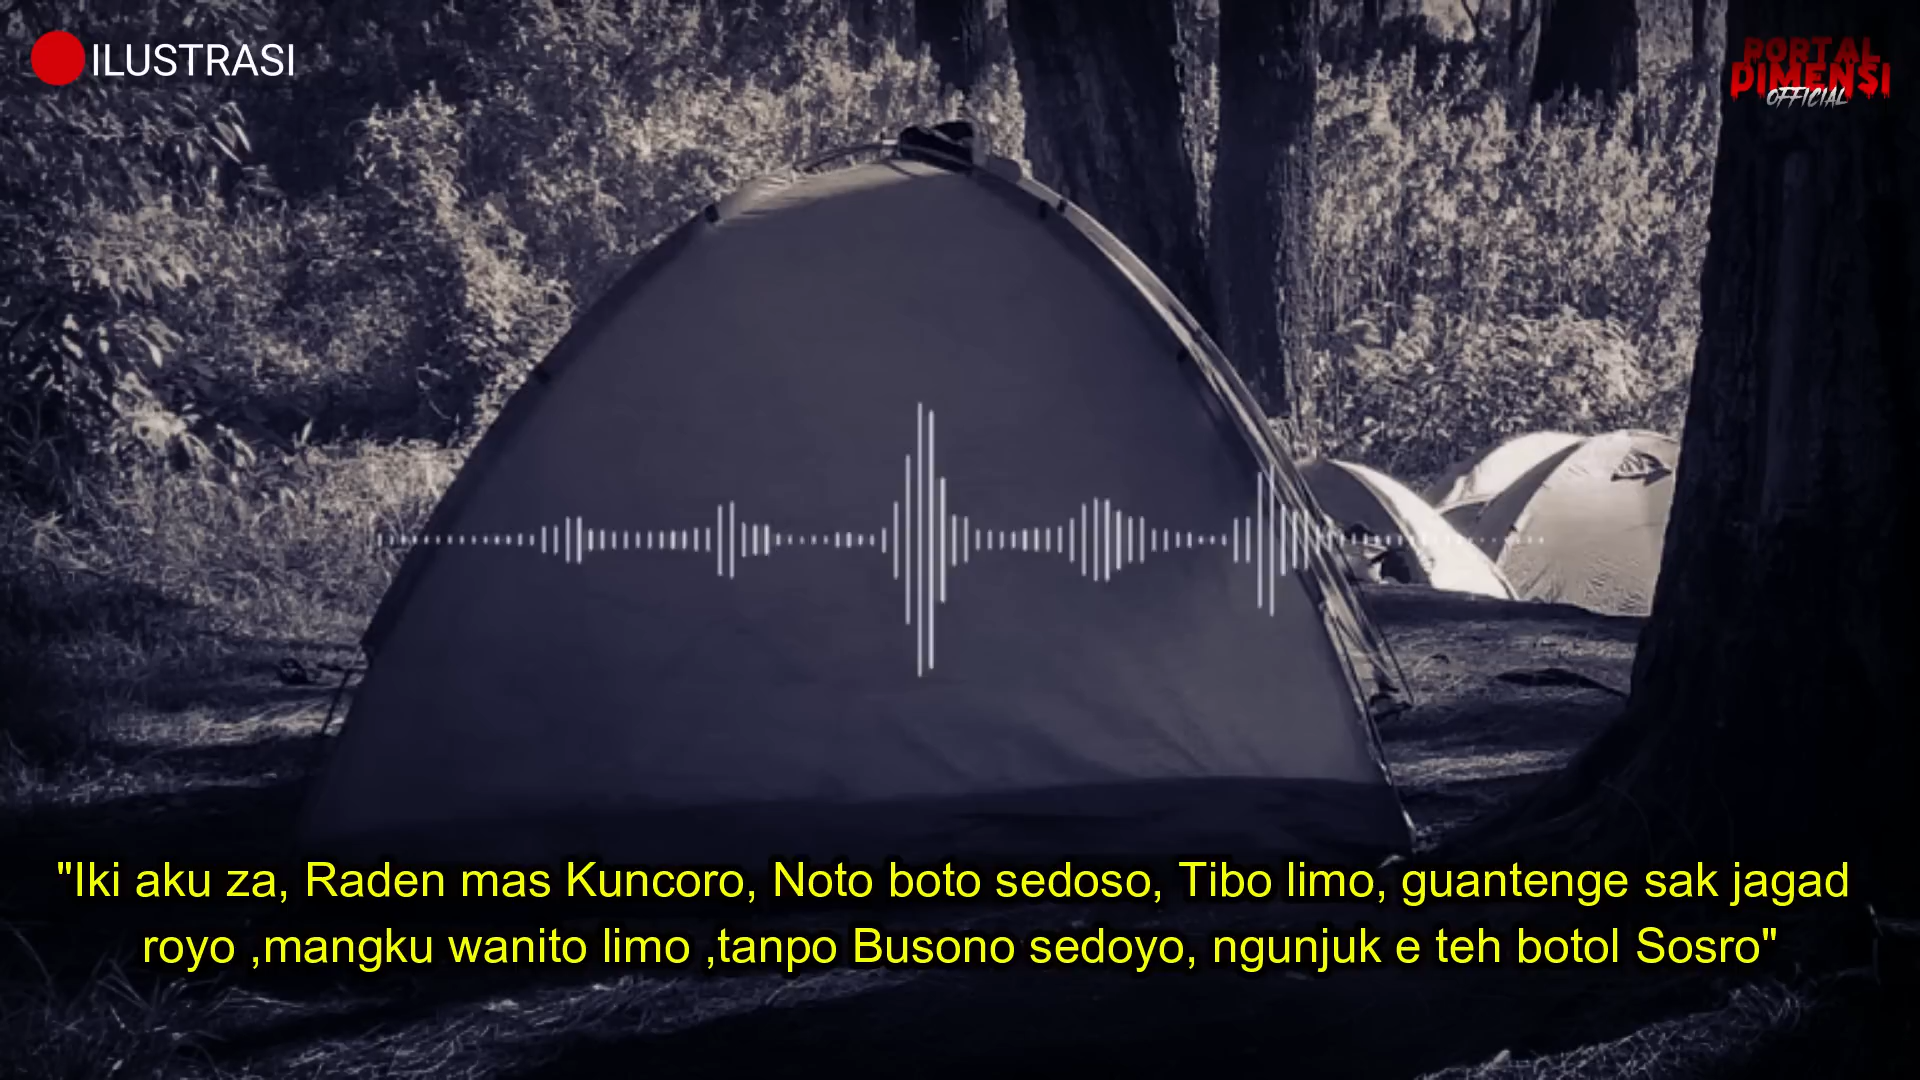 ILUSTRASI
PORTAL
DIMENSI
OFFICIAL
"Iki aku za, Raden mas Kuncoro, Noto boto sedoso, Tibo limo, guantenge sak jagad
royo ,mangku wanito limo ,tanpo Busono sedoyo, ngunjuk e teh botol Sosro"